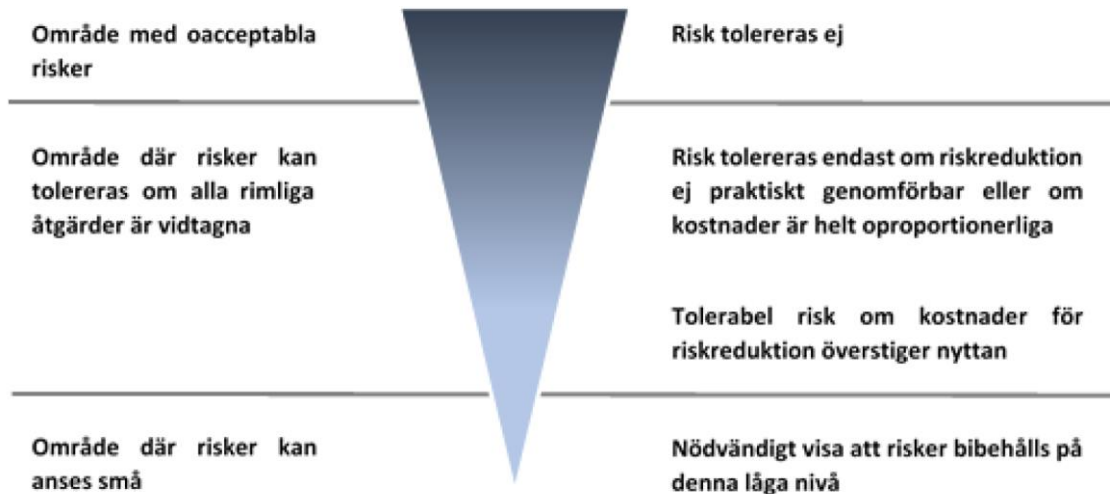 Område med oacceptabla
risker
Risk tolereras ej
Område där risker kan
tolereras om alla rimliga
åtgärder är vidtagna
Risk tolereras endast om riskreduktion
ej praktiskt genomförbar eller om
kostnader är helt oproportionerliga
Tolerabel risk om kostnader för
riskreduktion överstiger nyttan
Område där risker kan
anses små
Nödvändigt visa att risker bibehålls på
denna låga nivå